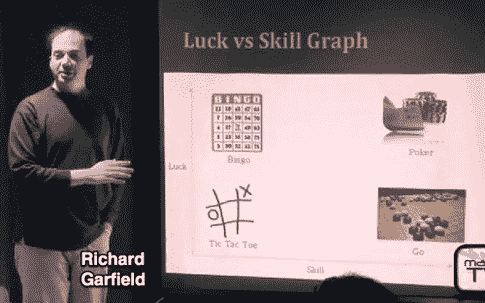 Luck vs Skill Graph
BINGO
Bingo
Poker
Luck
Tic Tac Toe
Go
Skill
Richard
Garfield